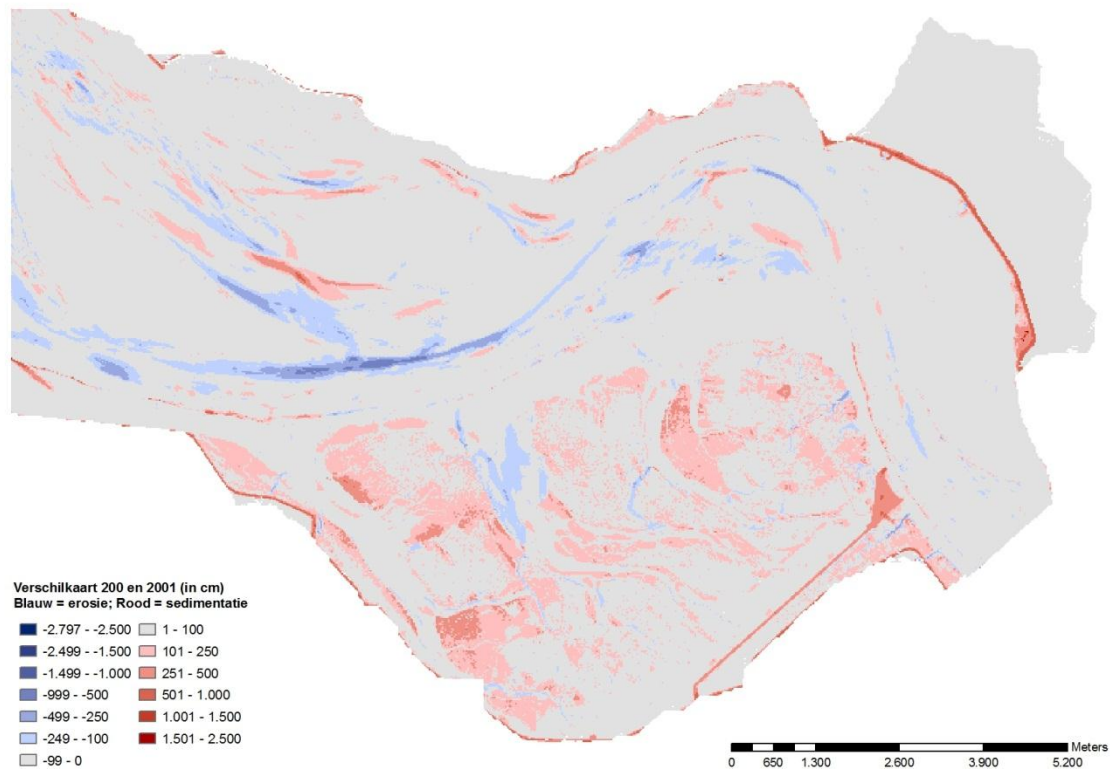 Verschilkaart 200 en 2001 (in cm)
Blauw = erosie; Rood = sedimentatie
-2.797 - -2.500 1 - 100
-2.499 - -1.500 101 - 250
-1.499 - -1.000 251 - 500
-999 - -500 501 - 1.000
-499 - -250 1.001 - 1.500
-249 - -100 1.501 - 2.500
-99 - 0
Meters
0 650 1.300 2.600 3.900 5.200